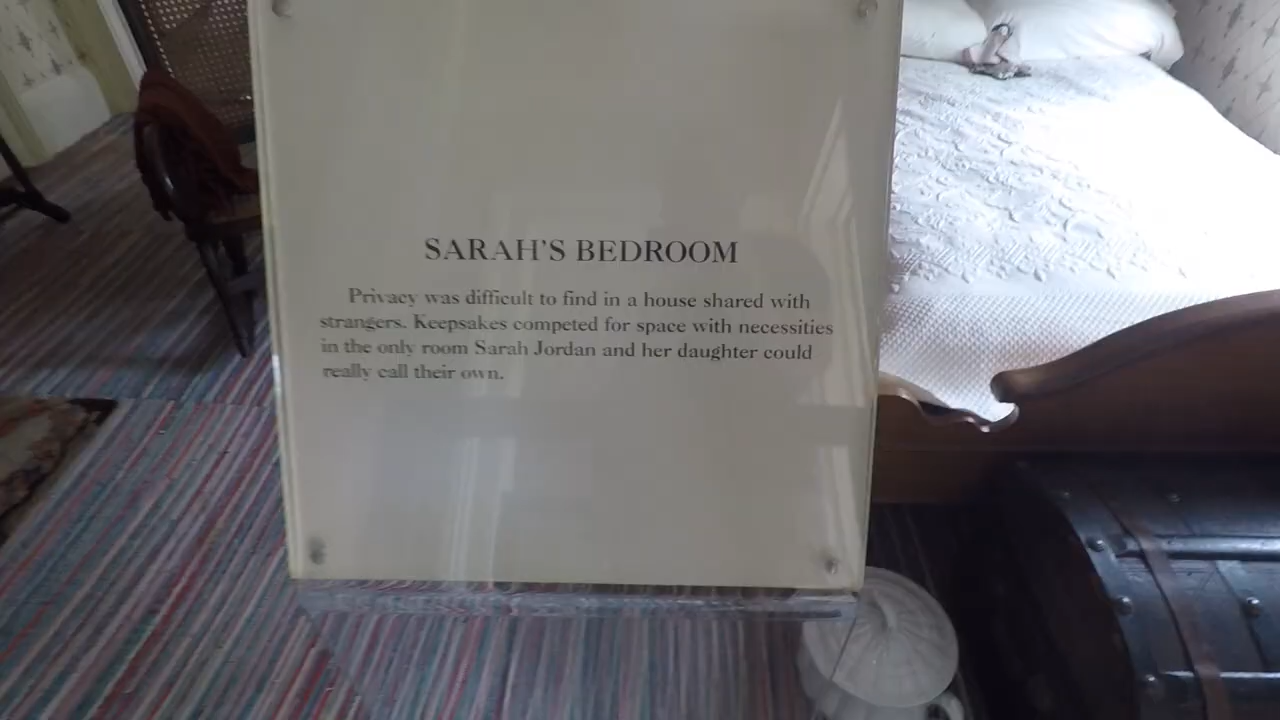 SARAH'S BEDROOM
Privacy was difficult to find in a house shared with
strangers. Keepsakes competed for space with necessities
in the only room Sarah Jordan and her daughter could
really call their own.